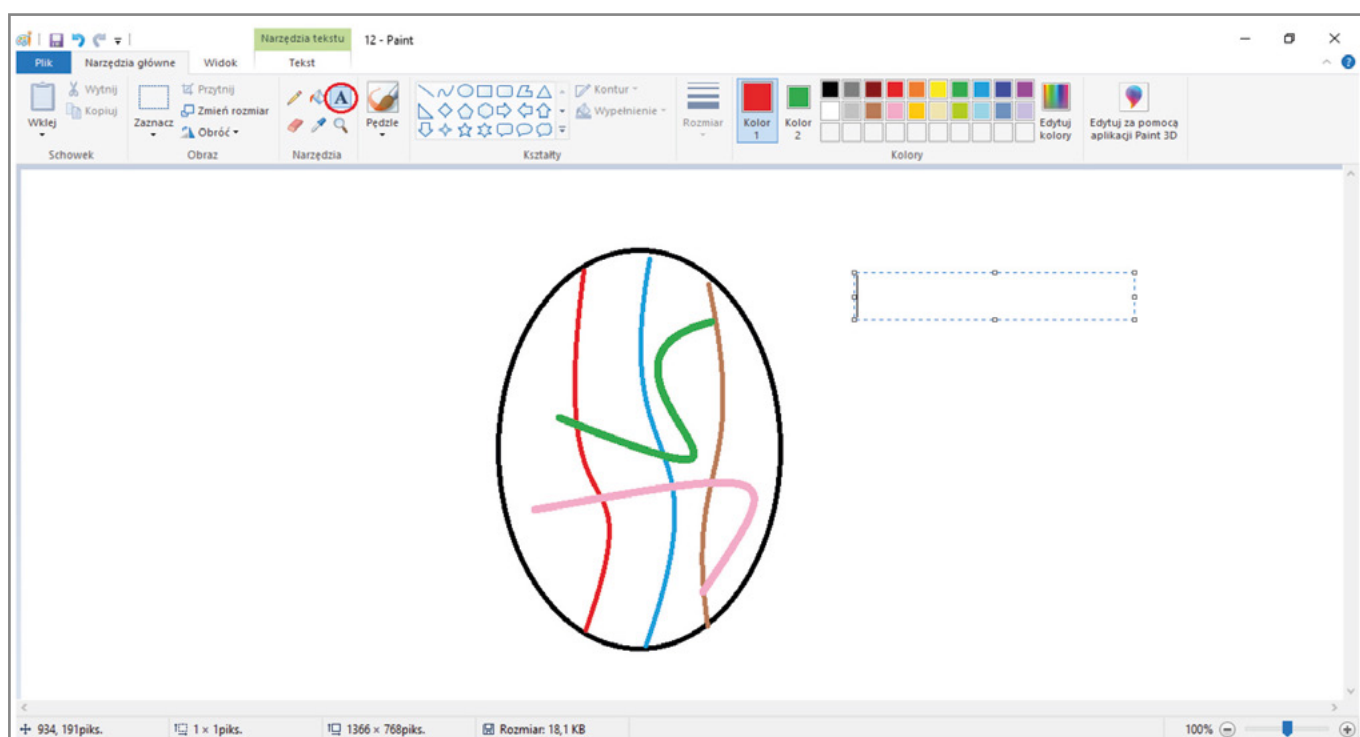 Narzędzia tekstu 12 - Paint
Plik Narzędzia główne Widok Tekst
Wklej
Wytnij
Kopiuj
Schowek
Zaznacz
Przytnij
Zmień rozmiar
Obróć
Obraz
A
Narzędzia
Pędzle
Kształty
Kontur
Wypełnienie
Rozmiar
Kolor
1
Kolor
2
Edytuj
kolory
Kolory
Edytuj za pomocą
aplikacji Paint 3D
934, 191piks. 1 × 1piks. 1366 × 768piks. Rozmiar: 18,1 KB 100%